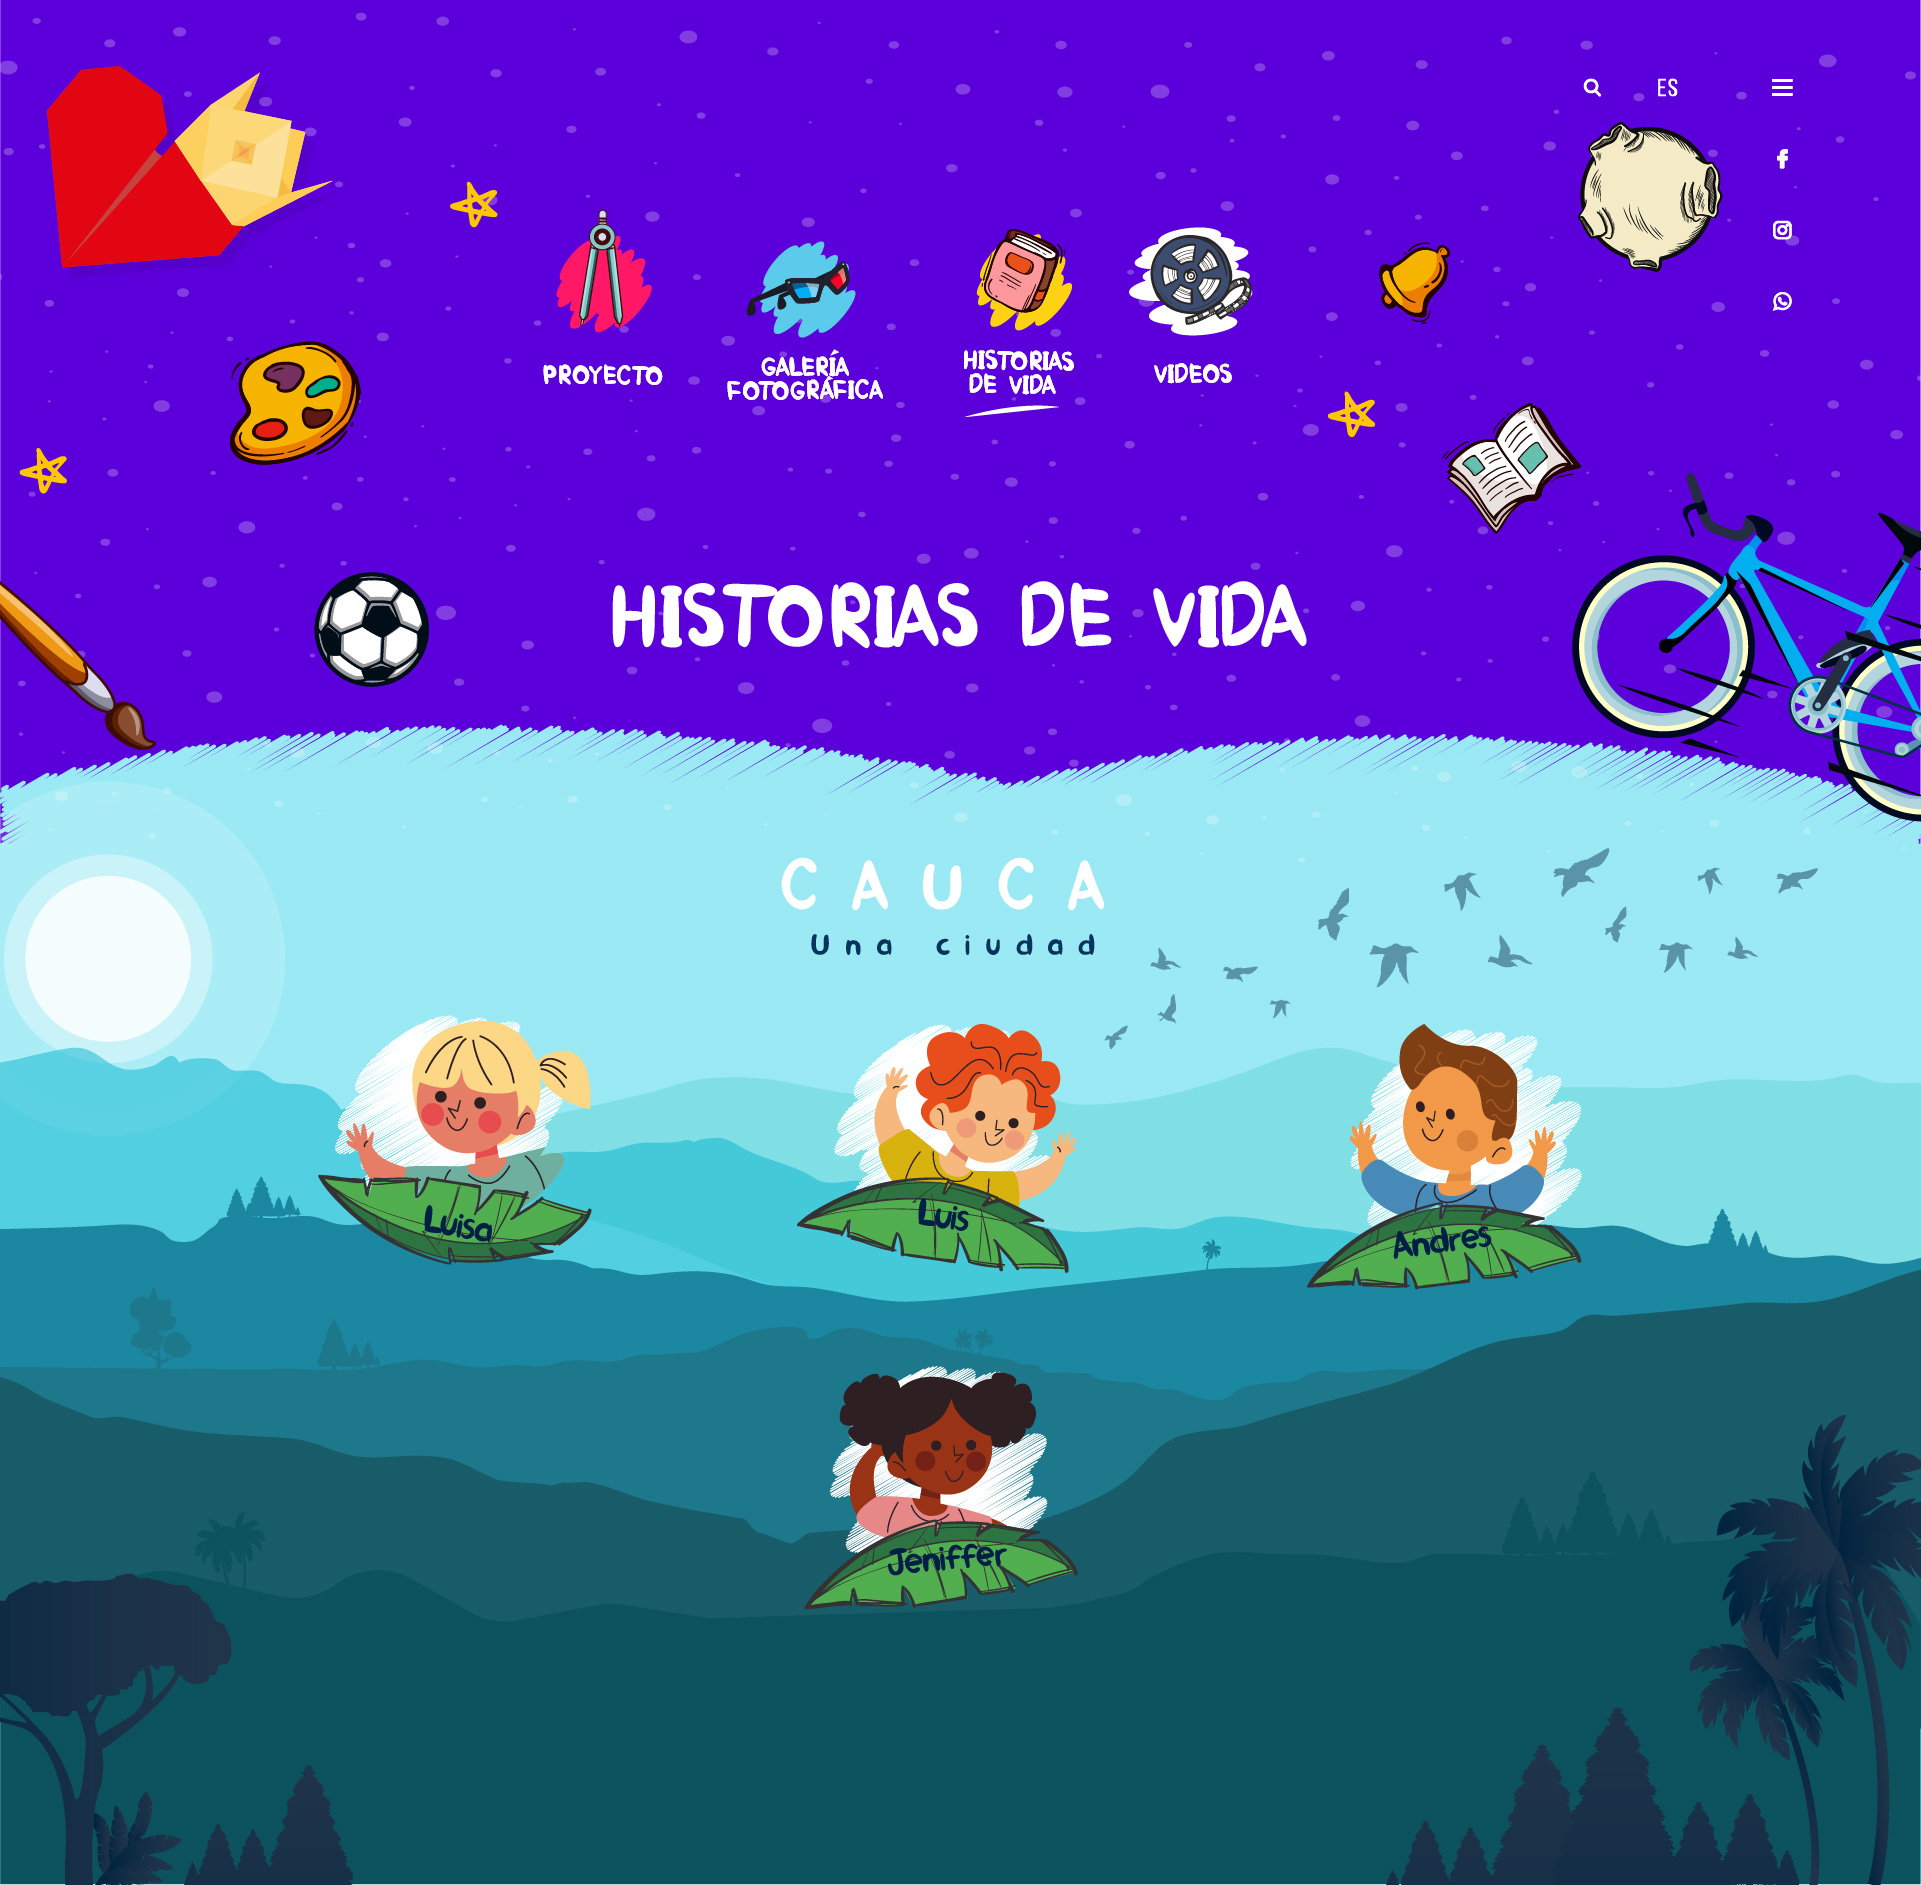 ES
PROYECTO
GALERÍA
FOTOGRÁFICA
HISTORIAS
DE VIDA
VIDEOS
HISTORIAS DE VIDA
CAUCA
Una ciudad
Luisa
Luis
Andres
Jeniffer